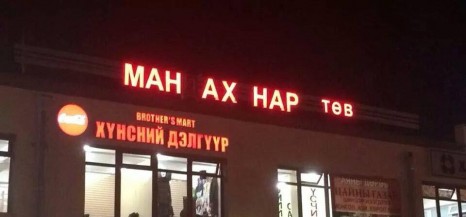 МАН АХ НАР ТӨВ
BROTHER'S MART
ХҮНСНИЙ ДЭЛГҮҮР